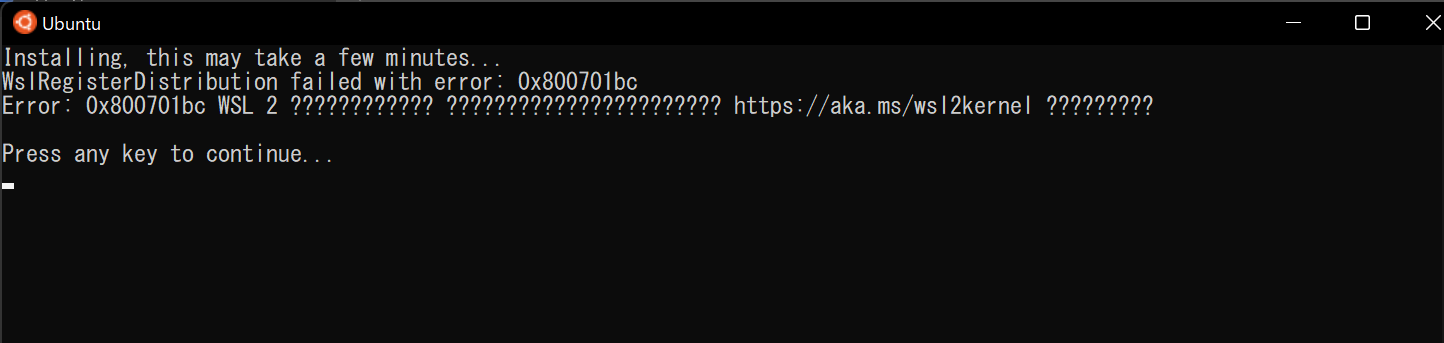 Ubuntu
Installing, this may take a few minutes...
WslRegisterDistribution failed with error: 0x800701bc
Error: 0x800701bc WSL 2 ???????????? ??????????????????????? https://aka.ms/wsl2kernel ?????????
Press any key to continue...